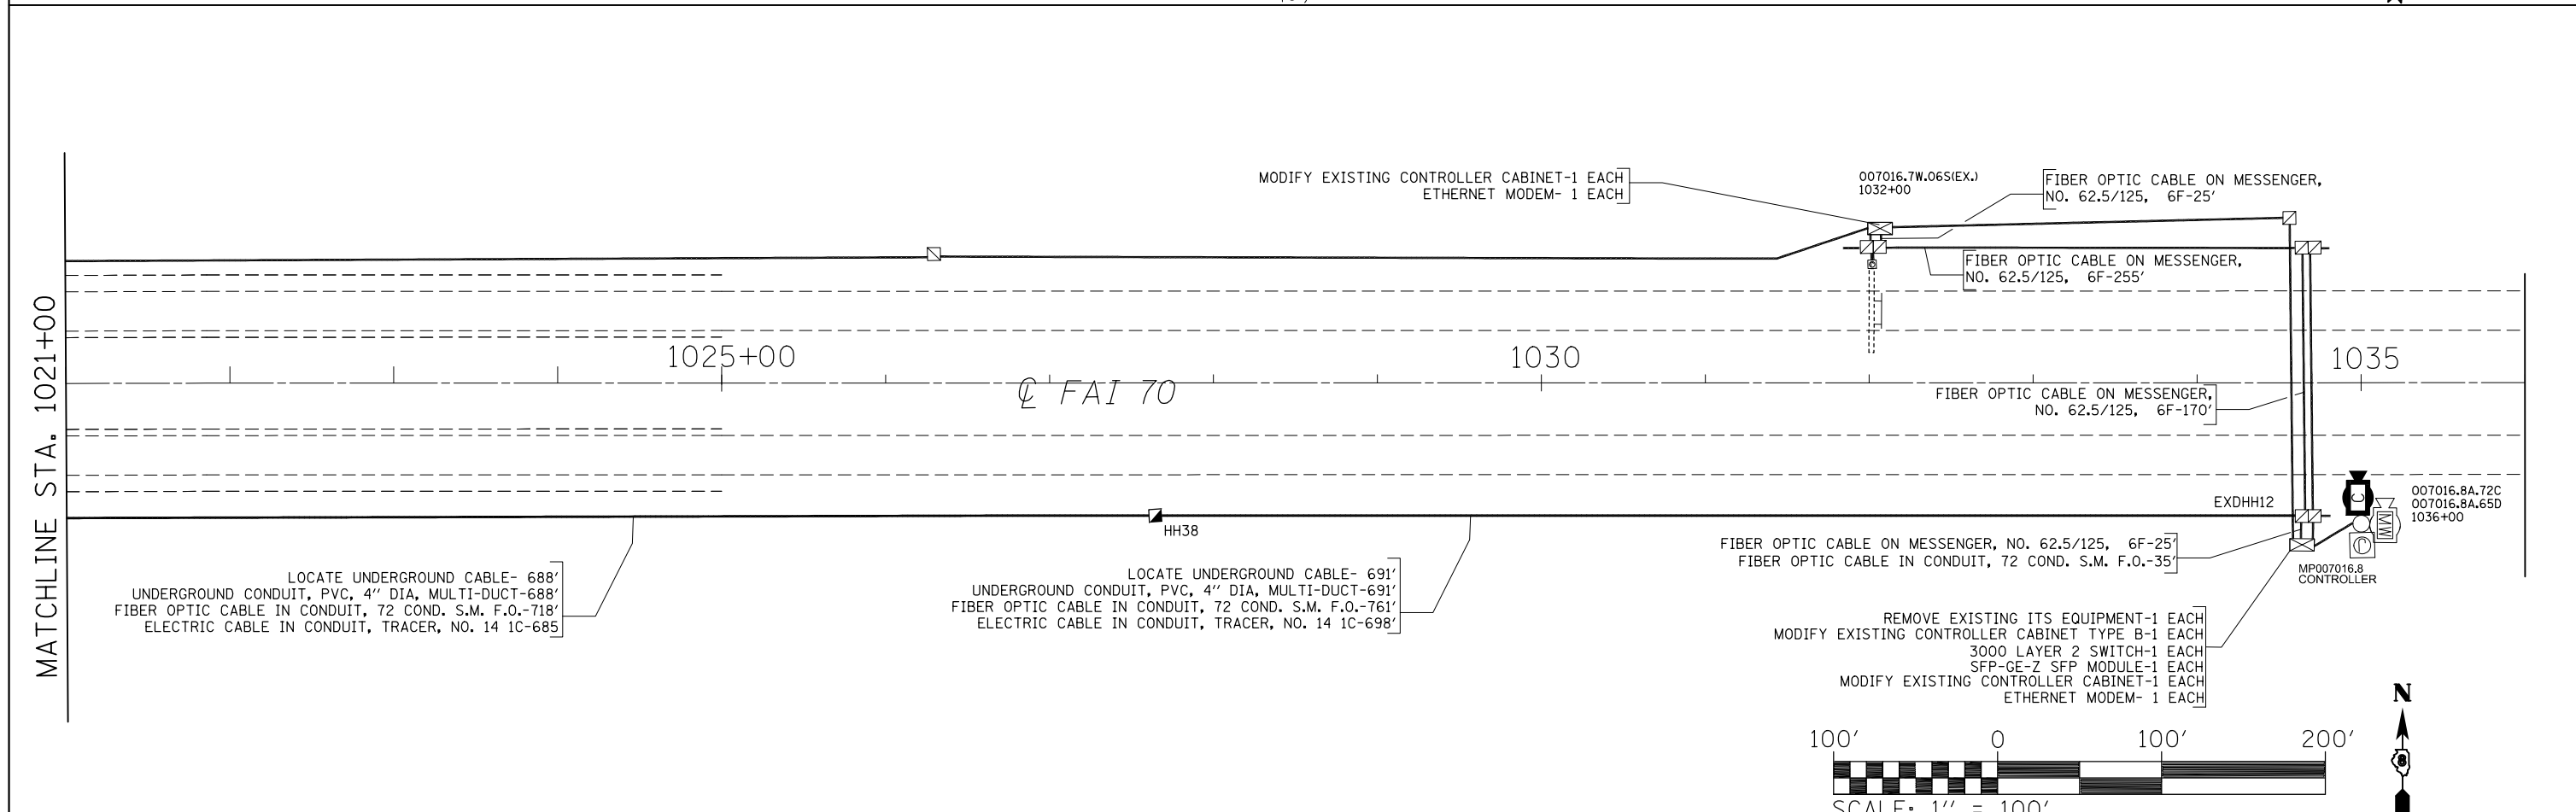 MODIFY EXISTING CONTROLLER CABINET-1 EACH
ETHERNET MODEM- 1 EACH
007016.7W.06S(EX.)
1032+00
FIBER OPTIC CABLE ON MESSENGER,
NO. 62.5/125, 6F-25'
FIBER OPTIC CABLE ON MESSENGER,
NO. 62.5/125, 6F-255'
MATCHLINE STA. 1021+00
1025+00
1030
1035
℄ FAI 70
FIBER OPTIC CABLE ON MESSENGER,
NO. 62.5/125, 6F-170'
EXDHH12
C
MW
007016.8A.72C
007016.8A.65D
1036+00
HH38
FIBER OPTIC CABLE ON MESSENGER, NO. 62.5/125, 6F-25'
FIBER OPTIC CABLE IN CONDUIT, 72 COND. S.M. F.O.-35'
MP007016.8
CONTROLLER
LOCATE UNDERGROUND CABLE- 688'
UNDERGROUND CONDUIT, PVC, 4'' DIA, MULTI-DUCT-688'
FIBER OPTIC CABLE IN CONDUIT, 72 COND. S.M. F.O.-718'
ELECTRIC CABLE IN CONDUIT, TRACER, NO. 14 1C-685
LOCATE UNDERGROUND CABLE- 691'
UNDERGROUND CONDUIT, PVC, 4'' DIA, MULTI-DUCT-691'
FIBER OPTIC CABLE IN CONDUIT, 72 COND. S.M. F.O.-761'
ELECTRIC CABLE IN CONDUIT, TRACER, NO. 14 1C-698'
REMOVE EXISTING ITS EQUIPMENT-1 EACH
MODIFY EXISTING CONTROLLER CABINET TYPE B-1 EACH
3000 LAYER 2 SWITCH-1 EACH
SFP-GE-Z SFP MODULE-1 EACH
MODIFY EXISTING CONTROLLER CABINET-1 EACH
ETHERNET MODEM- 1 EACH
N
8
100' 0 100' 200'
SCALE: 1'' = 100'